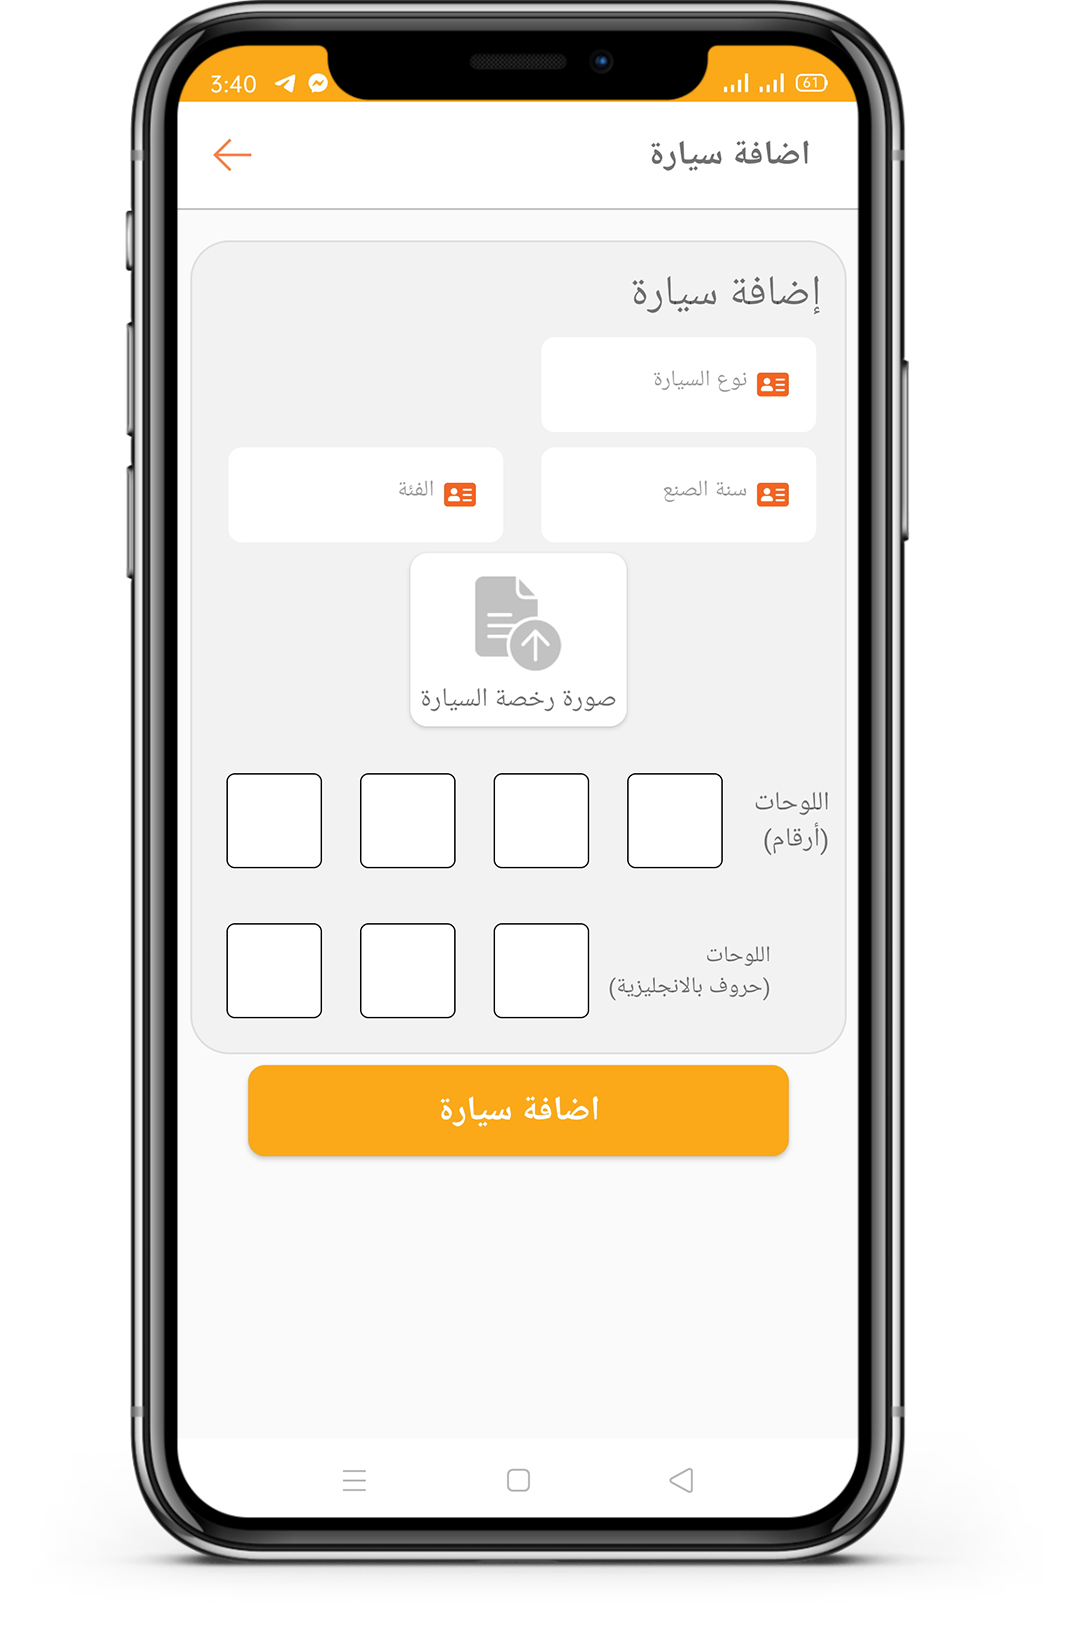 3:40
61
اضافة سيارة
إضافة سيارة
نوع السيارة
سنة الصنع
الفئة
صورة رخصة السيارة
اللوحات
(أرقام)
اللوحات
(حروف بالانجليزية)
اضافة سيارة